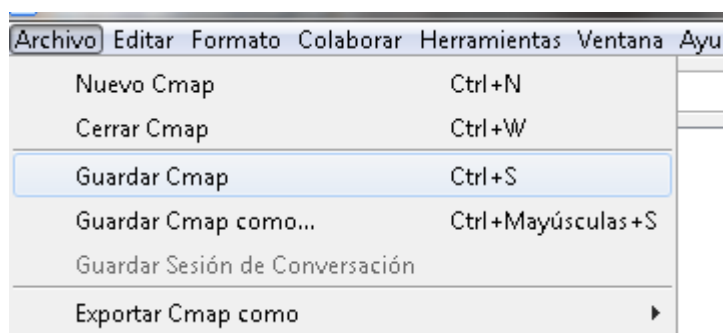 Archivo Editar Formato Colaborar Herramientas Ventana Ayu
Nuevo Cmap Ctrl+N
Cerrar Cmap Ctrl+W
Guardar Cmap Ctrl+S
Guardar Cmap como... Ctrl+Mayúsculas+S
Guardar Sesión de Conversación
Exportar Cmap como